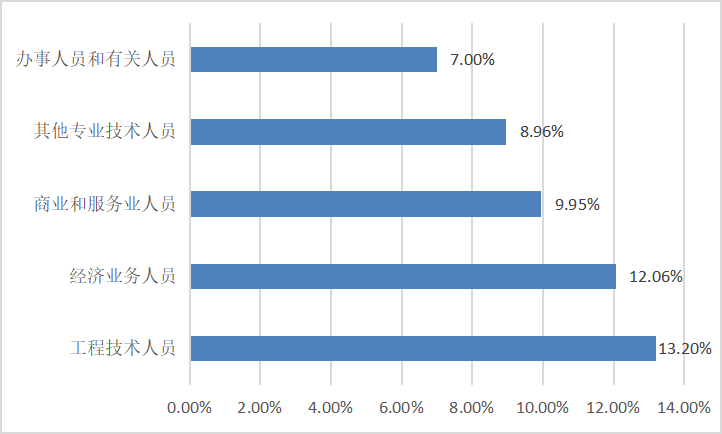 办事人员和有关人员 7.00%
其他专业技术人员 8.96%
商业和服务业人员 9.95%
经济业务人员 12.06%
工程技术人员 13.20%
0.00% 2.00% 4.00% 6.00% 8.00% 10.00% 12.00% 14.00%